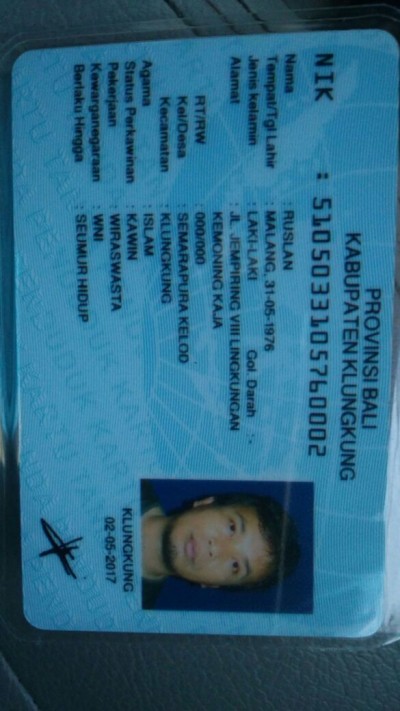 PROVINSI BALI
KABUPATEN KLUNGKUNG
NIK : 5105033105760002
Nama : RUSLAN
Tempat/Tgl Lahir : MALANG, 31-05-1976
Jenis kelamin : LAKI-LAKI Gol. Darah :-
Alamat : JL. JEMPIRING VIII LINGKUNGAN
KEMONING KAJA
RT/RW : 000/000
Kel/Desa : SEMARAPURA KELOD
Kecamatan : KLUNGKUNG
Agama : ISLAM
Status Perkawinan : KAWIN
Pekerjaan : WIRASWASTA
Kewarganegaraan : WNI
Berlaku Hingga : SEUMUR HIDUP
KLUNGKUNG
02-05-2017